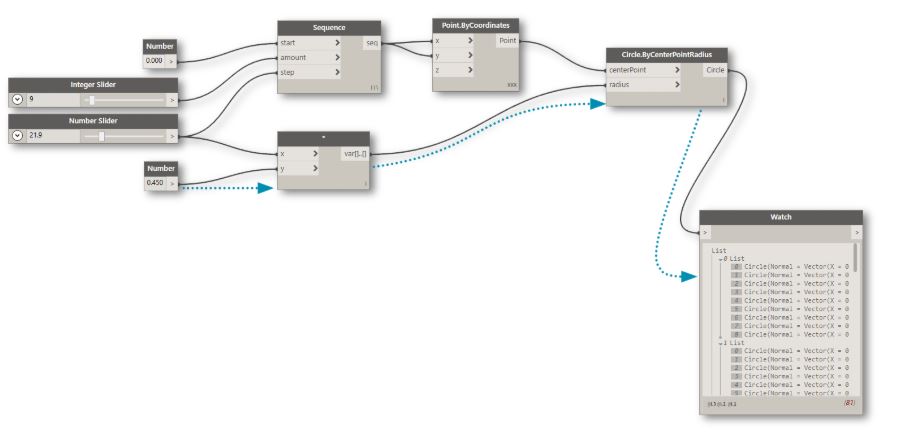 Number
0.000 >
Integer Slider
9 >
Number Slider
21.9 >
Number
0.450 >
Sequence
start > seq
amount >
step >
*
x > var[]..[]
y >
Point.ByCoordinates
x > Point
y >
z >
xxx
Circle.ByCenterPointRadius
centerPoint > Circle
radius >
Watch
> >
List
0 List
0 Circle(Normal = Vector(X = 0
1 Circle(Normal = Vector(X = 0
2 Circle(Normal = Vector(X = 0
3 Circle(Normal = Vector(X = 0
4 Circle(Normal = Vector(X = 0
5 Circle(Normal = Vector(X = 0
6 Circle(Normal = Vector(X = 0
7 Circle(Normal = Vector(X = 0
8 Circle(Normal = Vector(X = 0
1 List
0 Circle(Normal = Vector(X = 0
1 Circle(Normal = Vector(X = 0
2 Circle(Normal = Vector(X = 0
3 Circle(Normal = Vector(X = 0
4 Circle(Normal = Vector(X = 0
5 Circle(Normal = Vector(X = 0
@L3 @L2 @L1 {81}